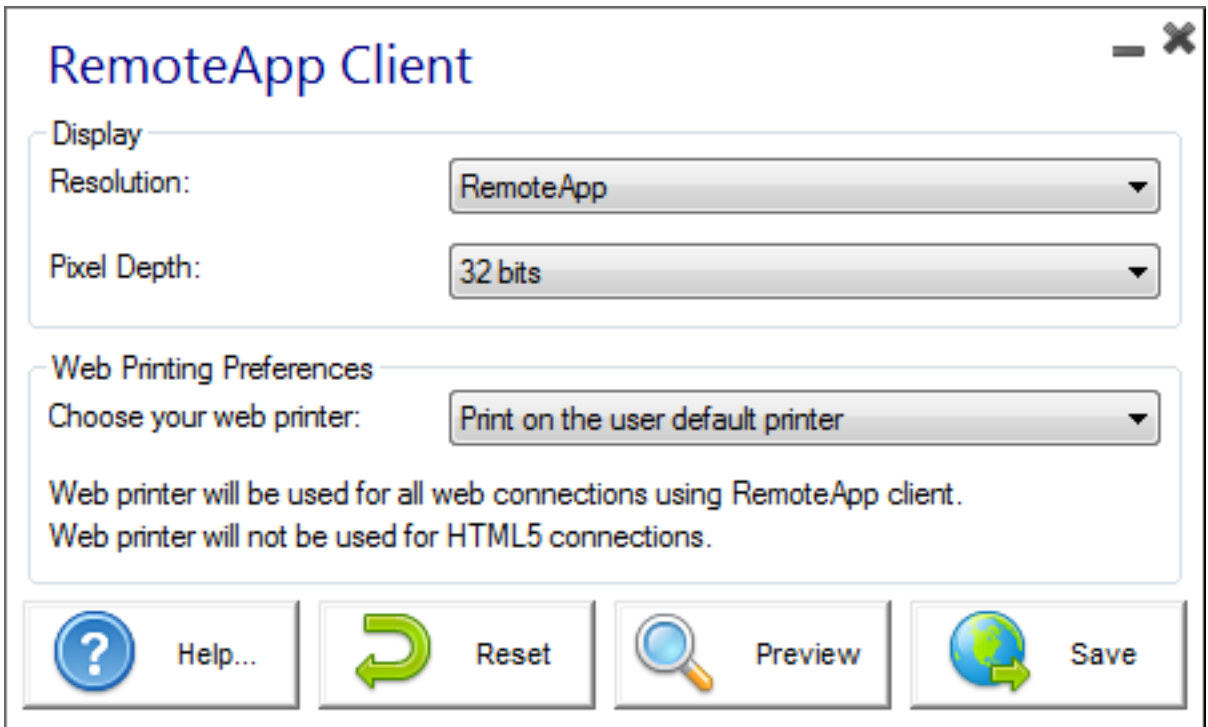 RemoteApp Client
Display
Resolution:
RemoteApp
Pixel Depth:
32 bits
Web Printing Preferences
Choose your web printer:
Print on the user default printer
Web printer will be used for all web connections using RemoteApp client.
Web printer will not be used for HTML5 connections.
Help...
Reset
Preview
Save